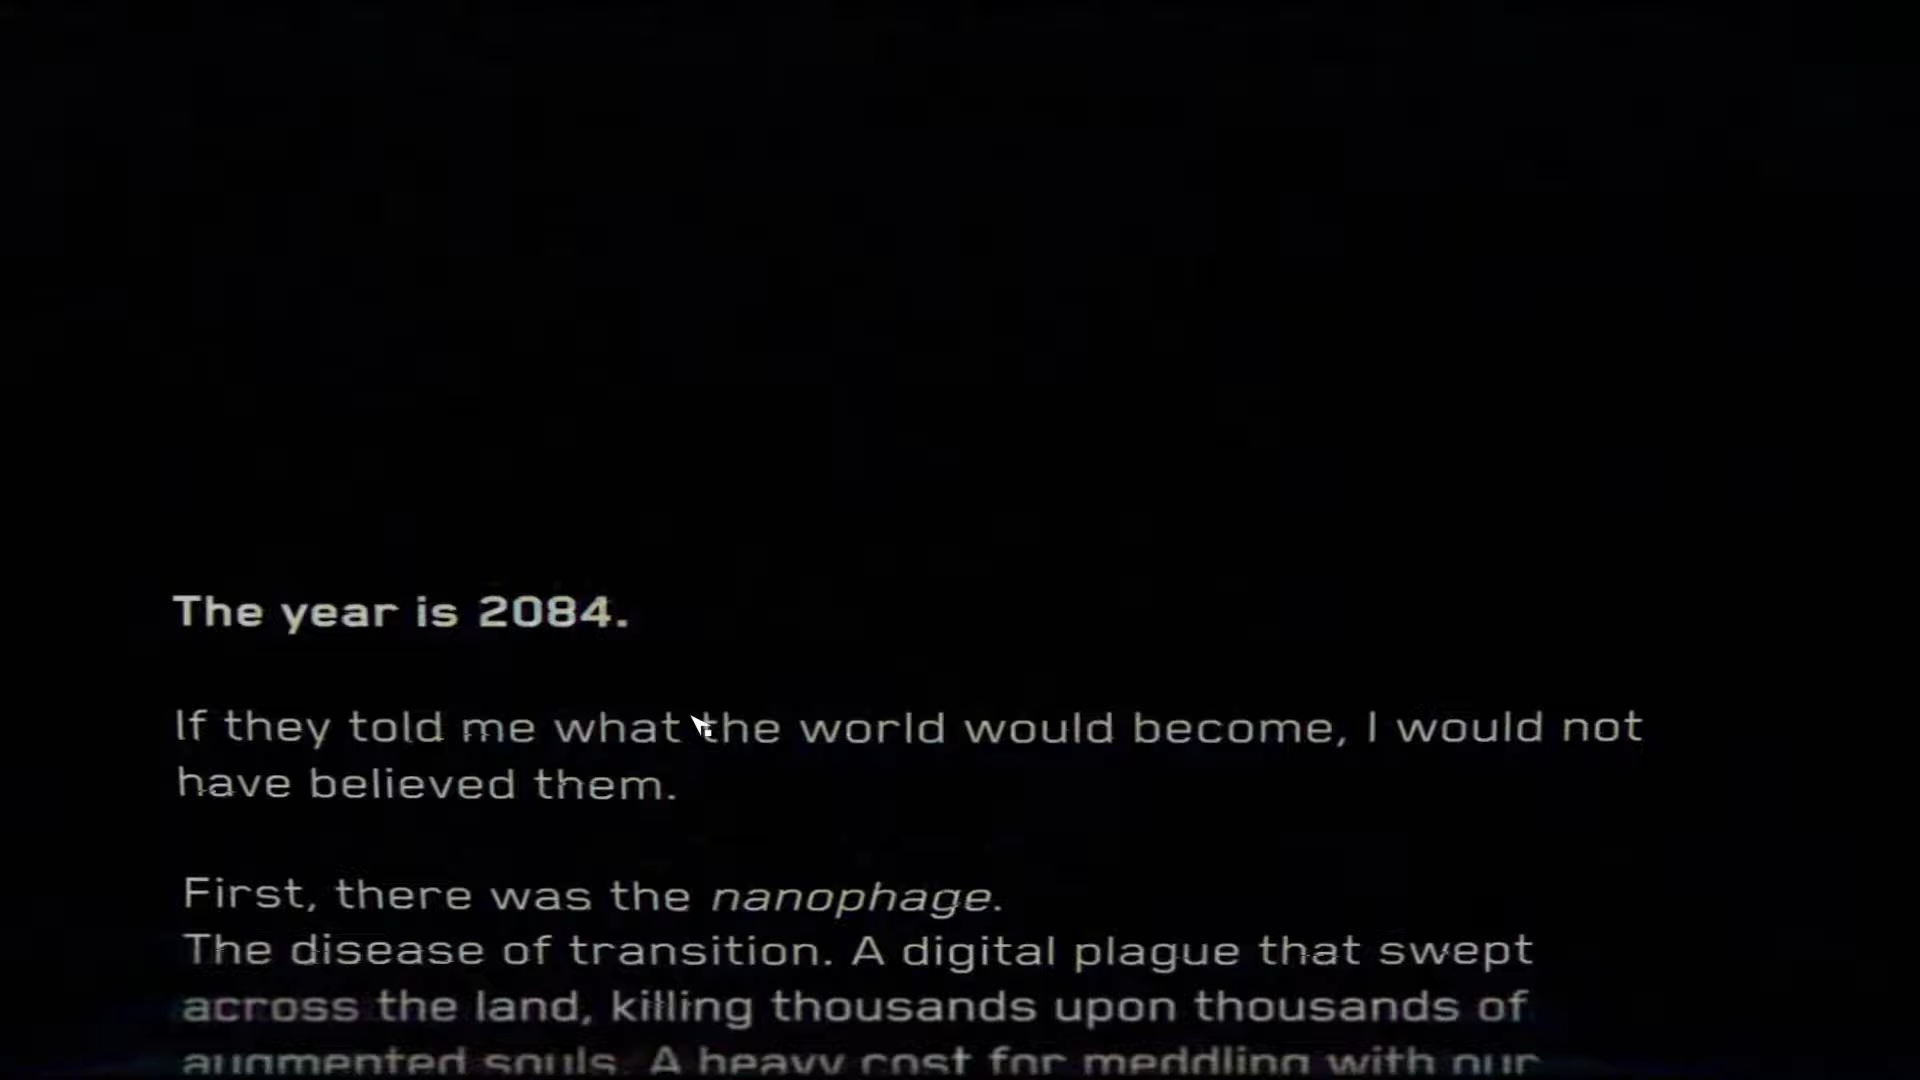 The year is 2084.
If they told me what the world would become, I would not
have believed them.
First, there was the nanophage.
The disease of transition. A digital plague that swept
across the land, killing thousands upon thousands of
augmented souls. A heavy cost for meddling with our